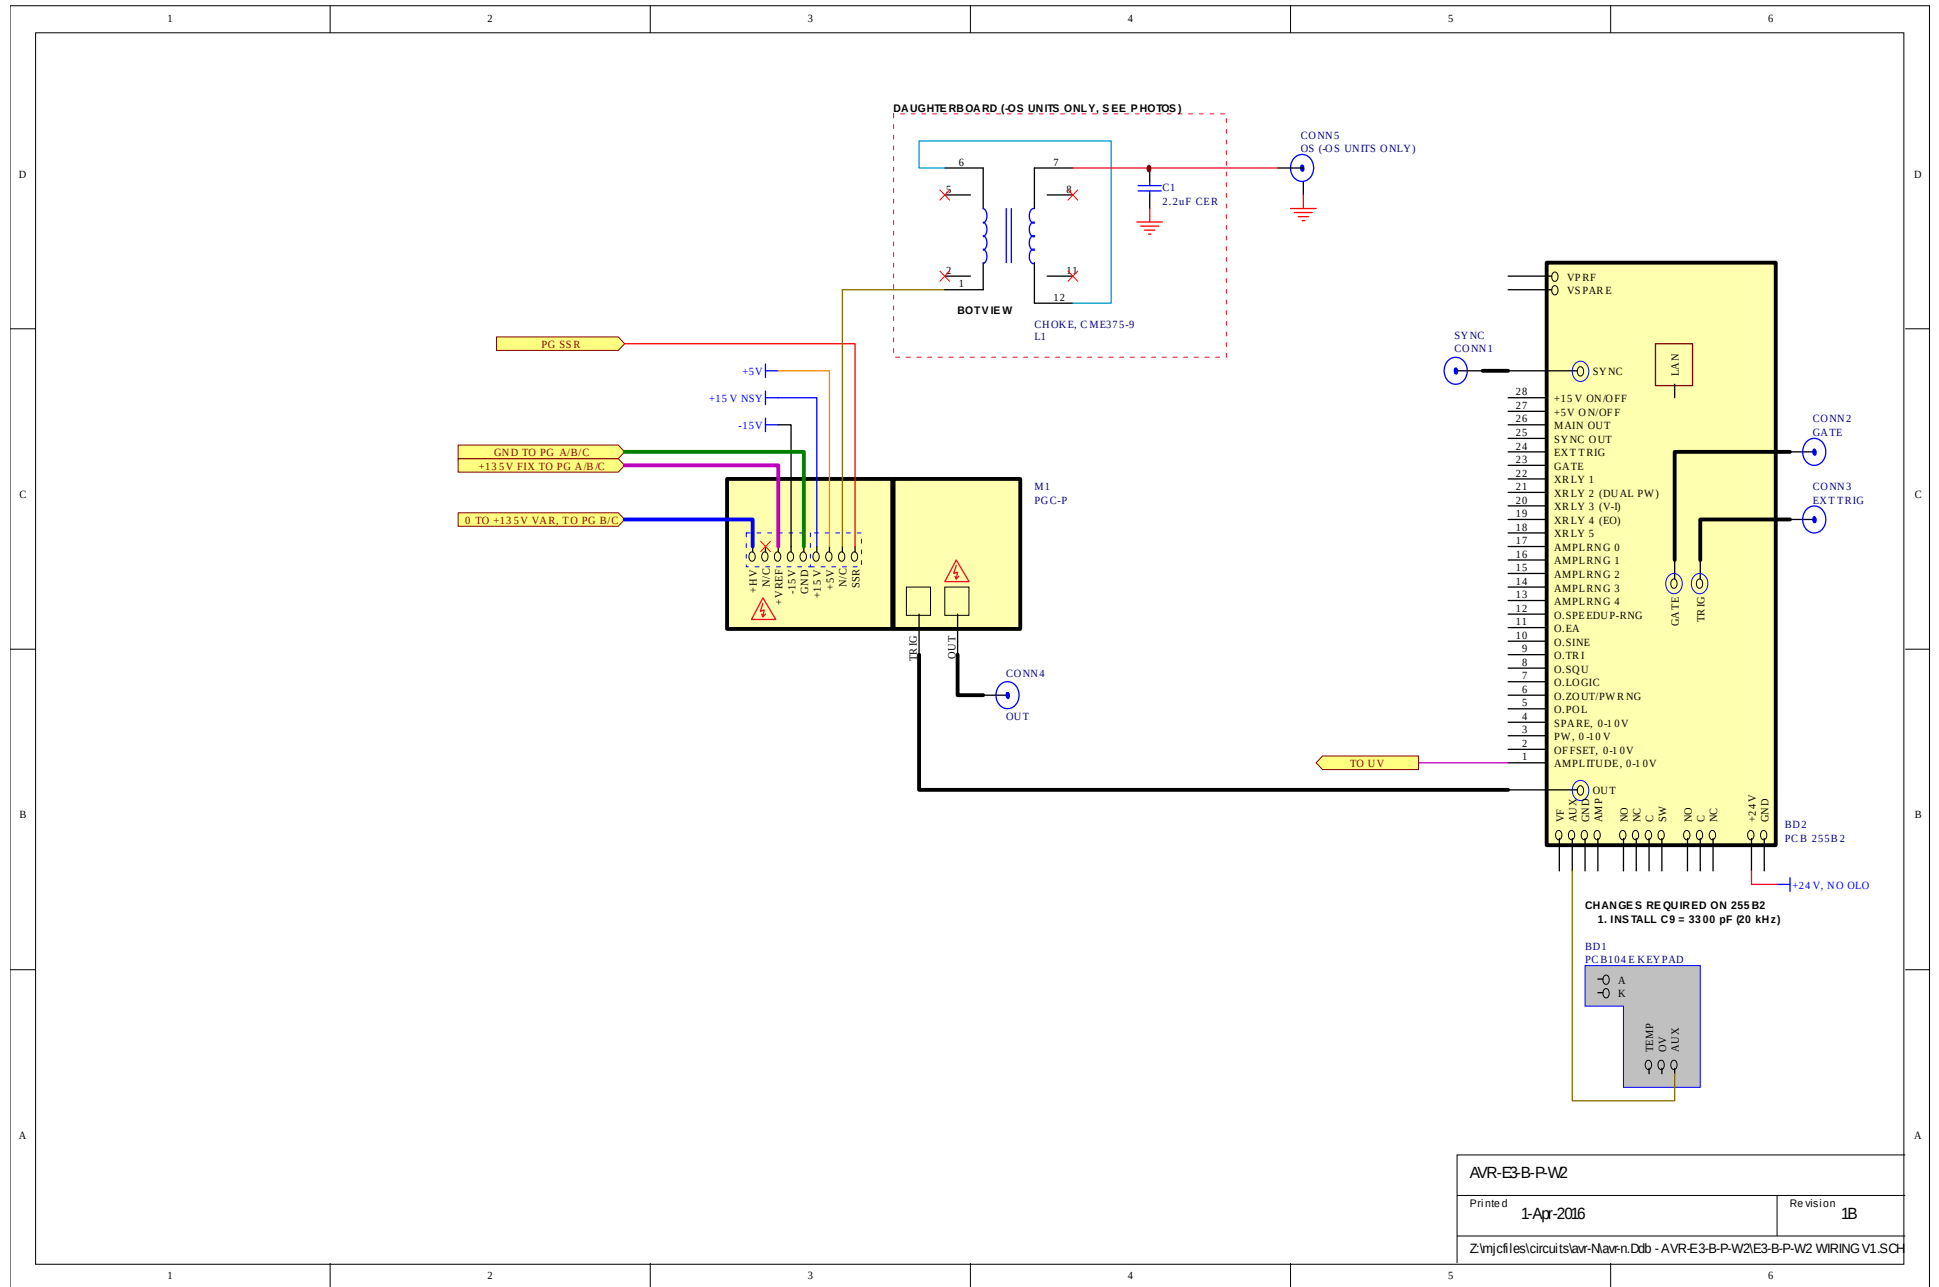 1 2 3 4 5 6
DAUGHTERBOARD (-OS UNITS ONLY, SEE PHOTOS)
CONN5
OS (-OS UNITS ONLY)
D
D
6
7
5
8
C1
2.2uF CER
2
11
1
12
BOTVIEW
CHOKE, CME375-9
L1
PG SSR
+5V
+15V NSY
-15V
GND TO PG A/B/C
+135V FIX TO PG A/B/C
0 TO +135V VAR, TO PG B/C
C
C
M1
PGC-P
+HV
N/C
+VREF
-15V
GND
+15V
+5V
N/C
SSR
TRIG
OUT
CONN4
OUT
VPRF
VSPARE
SYNC
CONN1
SYNC
LAN
28 +15V ON/OFF
27 +5V ON/OFF
26 MAIN OUT
25 SYNC OUT
24 EXT TRIG
23 GATE
22 XRLY 1
21 XRLY 2 (DUAL PW)
20 XRLY 3 (V-I)
19 XRLY 4 (EO)
18 XRLY 5
17 AMPLRNG 0
16 AMPLRNG 1
15 AMPLRNG 2
14 AMPLRNG 3
13 AMPLRNG 4
12 O.SPEEDUP-RNG
11 O.EA
10 O.SINE
9 O.TRI
8 O.SQU
7 O.LOGIC
6 O.ZOUT/PWRNG
5 O.POL
4 SPARE, 0-10V
3 PW, 0-10V
2 OFFSET, 0-10V
1 AMPLITUDE, 0-10V
CONN2
GATE
CONN3
EXT TRIG
GATE
TRIG
TO UV
OUT
B
B
VF
AUX
GND
AMP
NO
NC
C
SW
NO
C
NC
+24V
GND
BD2
PCB 255B2
+24V, NO OLO
CHANGES REQUIRED ON 255B2
1. INSTALL C9 = 3300 pF (20 kHz)
BD1
PCB104E KEYPAD
A
K
TEMP
OV
AUX
A
A
AVR-E3-B-P-W2
Printed
1-Apr-2016
Revision
1B
Z:\mjcfiles\circuits\avr-N\avr-n.Ddb - AVR-E3-B-P-W2\E3-B-P-W2 WIRING V1.SCH
1 2 3 4 5 6